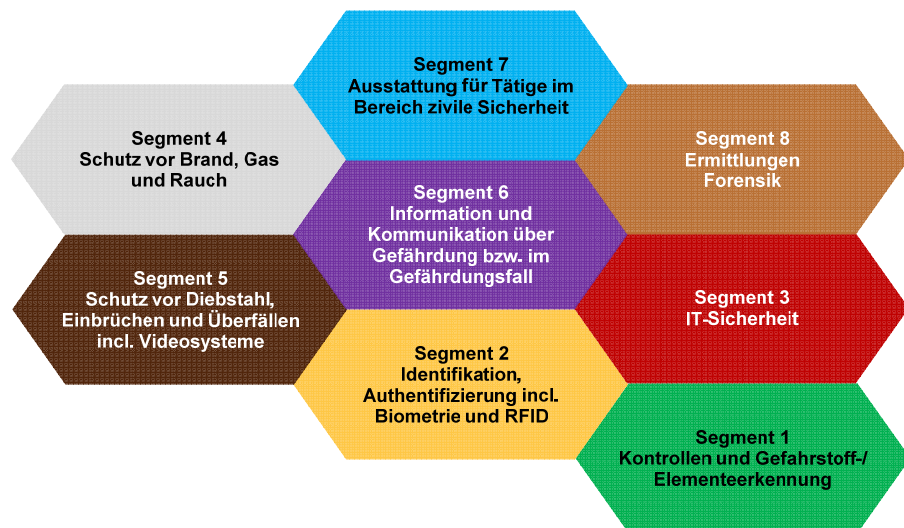 Segment 7
Ausstattung für Tätige im
Bereich zivile Sicherheit
Segment 4
Schutz vor Brand, Gas
und Rauch
Segment 8
Ermittlungen
Forensik
Segment 6
Information und
Kommunikation über
Gefährdung bzw. im
Gefährdungsfall
Segment 5
Schutz vor Diebstahl,
Einbrüchen und Überfällen
incl. Videosysteme
Segment 3
IT-Sicherheit
Segment 2
Identifikation,
Authentifizierung incl.
Biometrie und RFID
Segment 1
Kontrollen und Gefahrstoff-/
Elementeerkennung